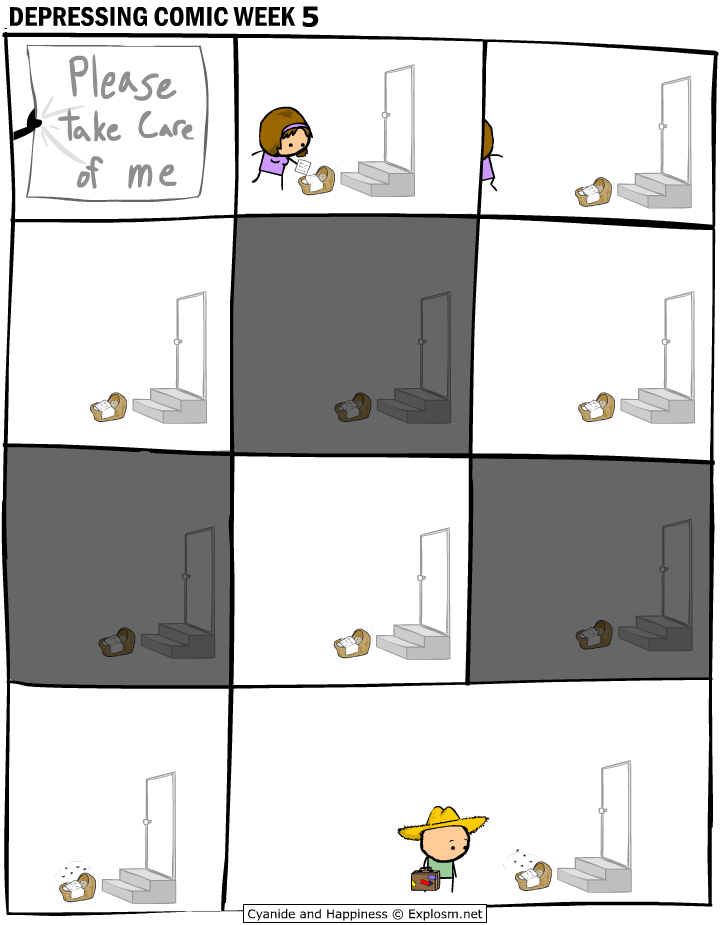 DEPRESSING COMIC WEEK 5
Please
take Care
of me
Cyanide and Happiness © Explosm.net